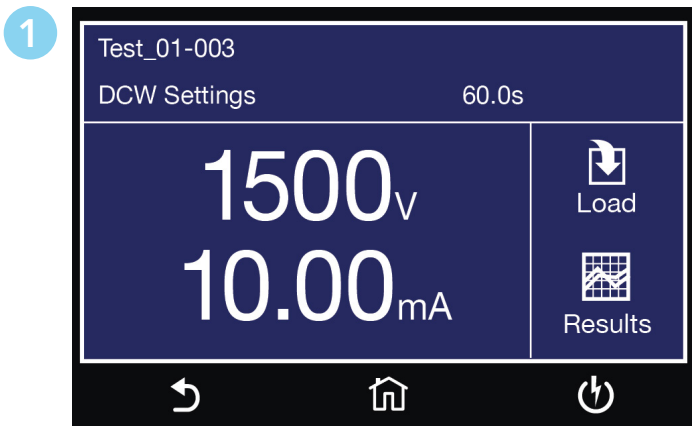 1
Test_01-003
DCW Settings 60.0s
1500V
10.00mA
Load
Results